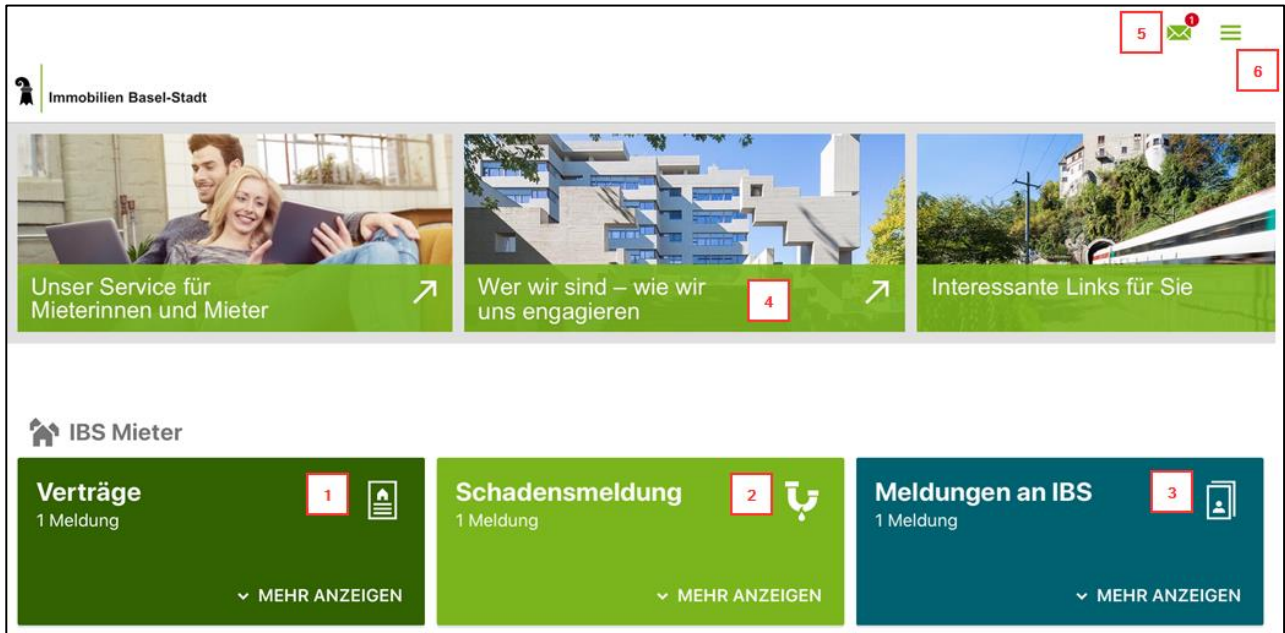 5
1
6
Immobilien Basel-Stadt
Unser Service für
Mieterinnen und Mieter
Wer wir sind – wie wir
uns engagieren
4
Interessante Links für Sie
IBS Mieter
Verträge
1 Meldung
1
MEHR ANZEIGEN
Schadensmeldung
1 Meldung
2
MEHR ANZEIGEN
Meldungen an IBS
1 Meldung
3
MEHR ANZEIGEN